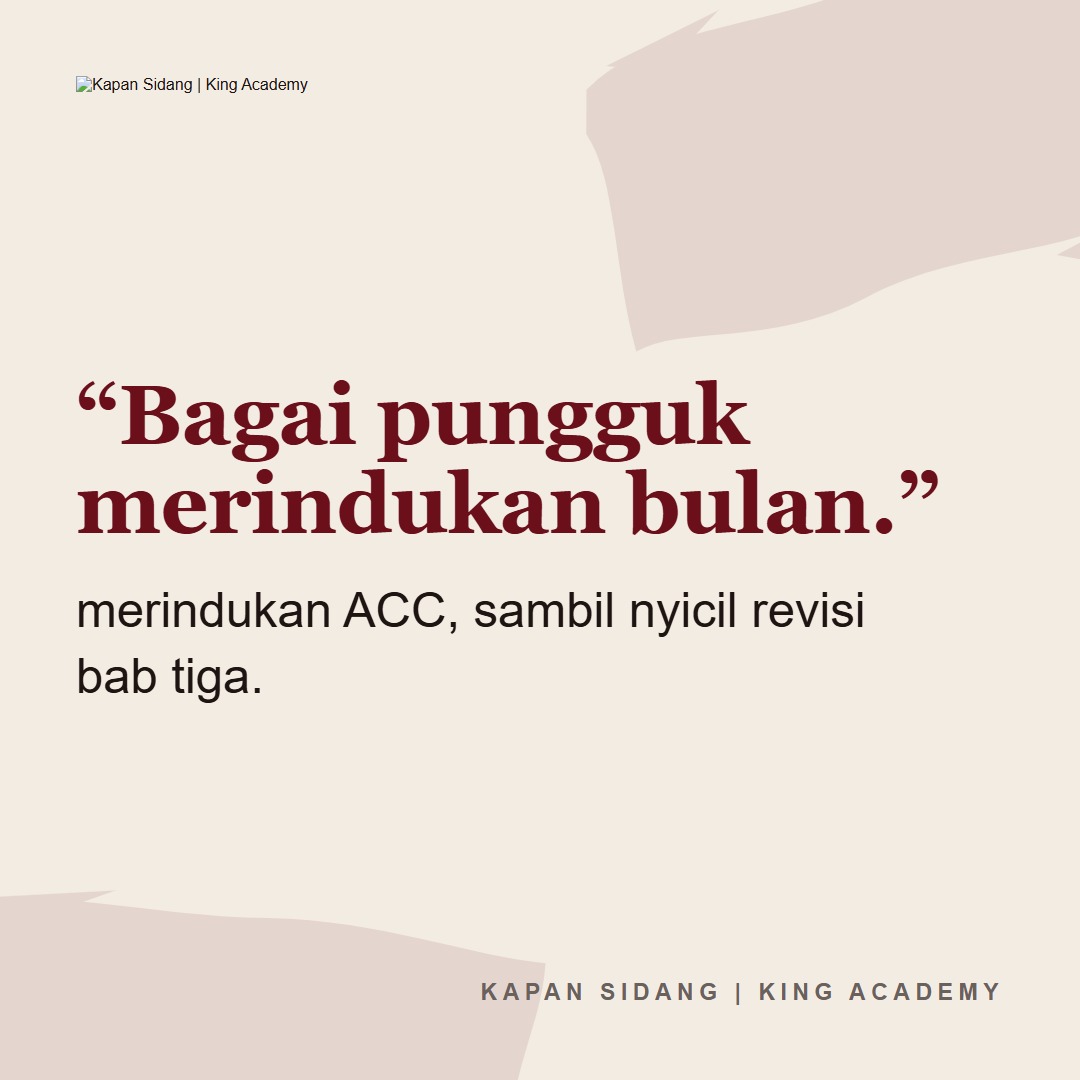 Kapan Sidang | King Academy
“Bagai pungguk
merindukan bulan.”
merindukan ACC, sambil nyicil revisi
bab tiga.
KAPAN SIDANG | KING ACADEMY